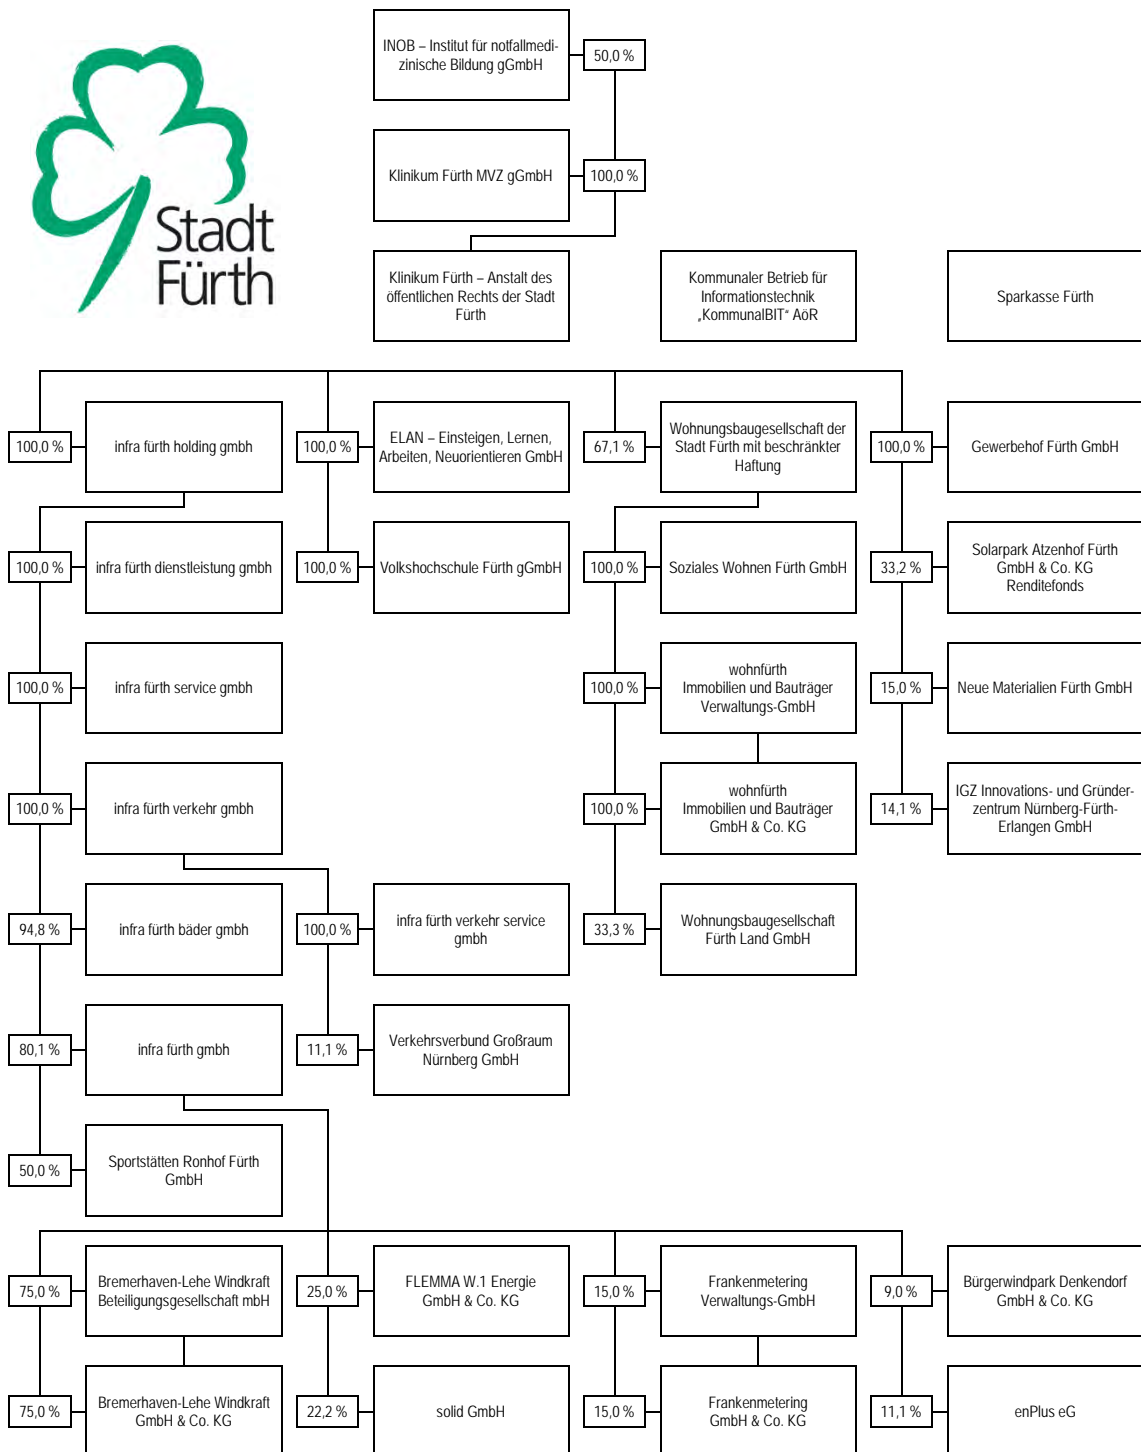 INOB – Institut für notfallmedi-
zinische Bildung gGmbH
50,0 %
Klinikum Fürth MVZ gGmbH
100,0 %
Stadt
Fürth
Klinikum Fürth – Anstalt des
öffentlichen Rechts der Stadt
Fürth
Kommunaler Betrieb für
Informationstechnik
„KommunalBIT“ AöR
Sparkasse Fürth
100,0 %
infra fürth holding gmbh
100,0 %
ELAN – Einsteigen, Lernen,
Arbeiten, Neuorientieren GmbH
67,1 %
Wohnungsbaugesellschaft der
Stadt Fürth mit beschränkter
Haftung
100,0 %
Gewerbehof Fürth GmbH
100,0 %
infra fürth dienstleistung gmbh
100,0 %
Volkshochschule Fürth gGmbH
100,0 %
Soziales Wohnen Fürth GmbH
33,2 %
Solarpark Atzenhof Fürth
GmbH & Co. KG
Renditefonds
100,0 %
infra fürth service gmbh
100,0 %
wohnfürth
Immobilien und Bauträger
Verwaltungs-GmbH
15,0 %
Neue Materialien Fürth GmbH
100,0 %
infra fürth verkehr gmbh
100,0 %
wohnfürth
Immobilien und Bauträger
GmbH & Co. KG
14,1 %
IGZ Innovations- und Gründer-
zentrum Nürnberg-Fürth-
Erlangen GmbH
94,8 %
infra fürth bäder gmbh
100,0 %
infra fürth verkehr service
gmbh
33,3 %
Wohnungsbaugesellschaft
Fürth Land GmbH
80,1 %
infra fürth gmbh
11,1 %
Verkehrsverbund Großraum
Nürnberg GmbH
50,0 %
Sportstätten Ronhof Fürth
GmbH
75,0 %
Bremerhaven-Lehe Windkraft
Beteiligungsgesellschaft mbH
25,0 %
FLEMMA W.1 Energie
GmbH & Co. KG
15,0 %
Frankenmetering
Verwaltungs-GmbH
9,0 %
Bürgerwindpark Denkendorf
GmbH & Co. KG
75,0 %
Bremerhaven-Lehe Windkraft
GmbH & Co. KG
22,2 %
solid GmbH
15,0 %
Frankenmetering
GmbH & Co. KG
11,1 %
enPlus eG